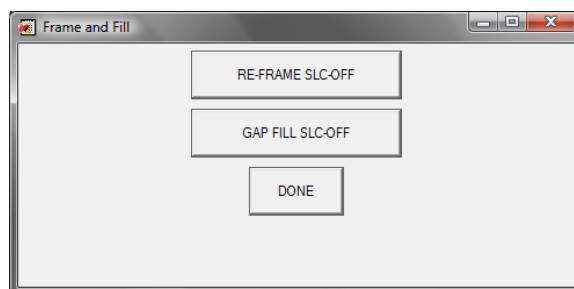 Frame and Fill
RE-FRAME SLC-OFF
GAP FILL SLC-OFF
DONE